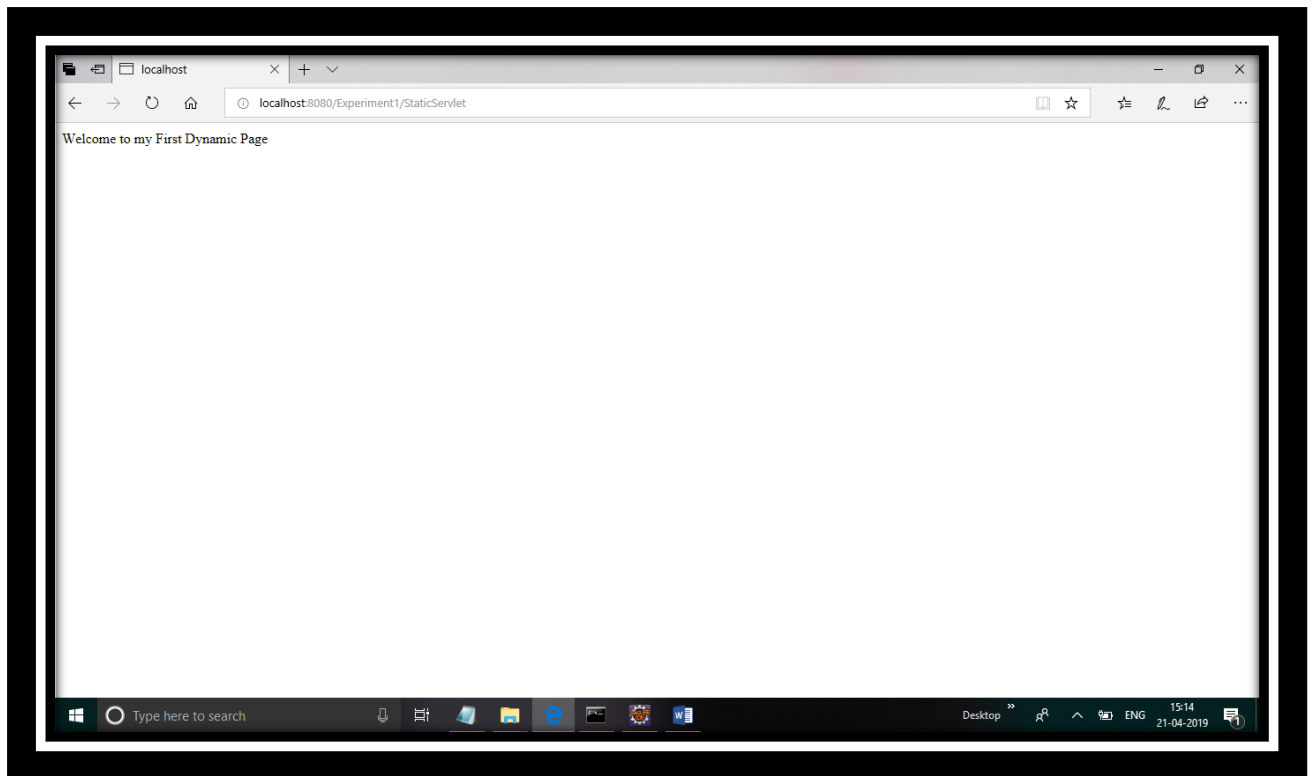 localhost
localhost:8080/Experiment1/StaticServlet
Welcome to my First Dynamic Page
Type here to search
Desktop
ENG
15:14
21-04-2019
1